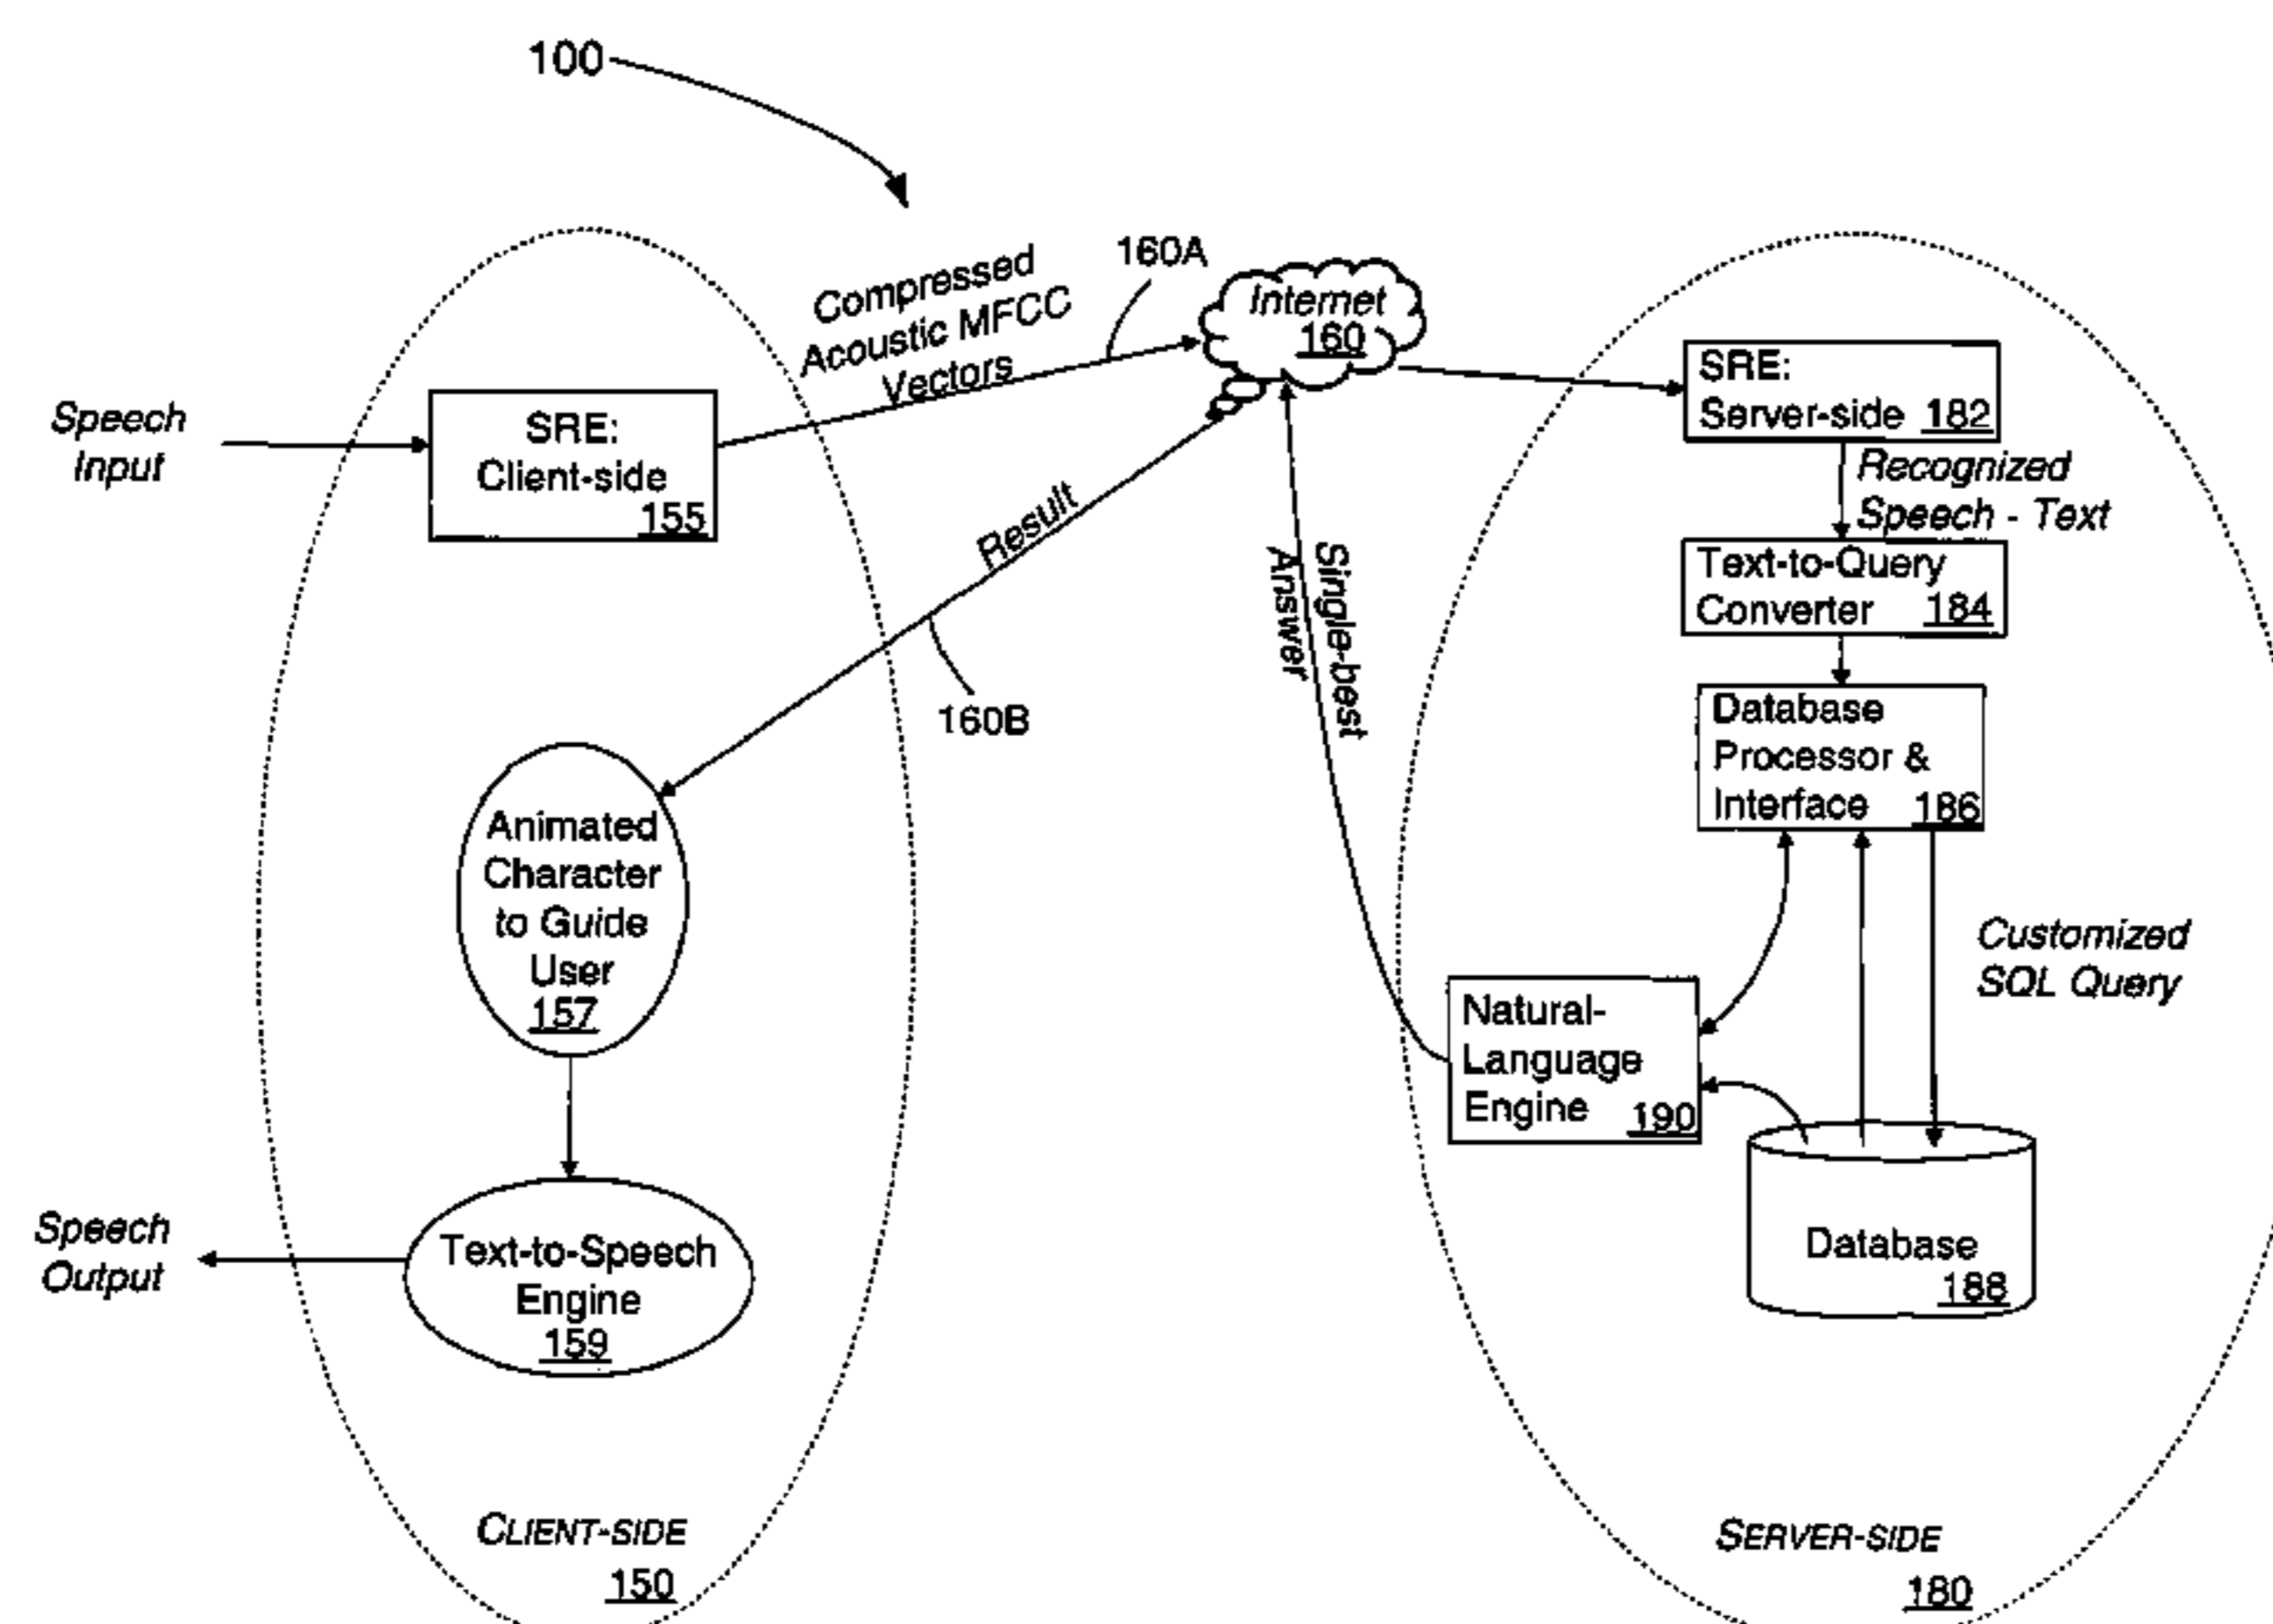 100
Compressed
Acoustic MFCC
Vectors
160A
Internet
160
Speech
Input
SRE:
Client-side
155
SRE:
Server-side 182
Recognized
Speech - Text
Text-to-Query
Converter 184
Result
160B
Single-best
Answer
Database
Processor &
Interface 186
Customized
SQL Query
Animated
Character
to Guide
User
157
Natural-
Language
Engine 190
Speech
Output
Text-to-Speech
Engine
159
Database
188
CLIENT-SIDE
150
SERVER-SIDE
180